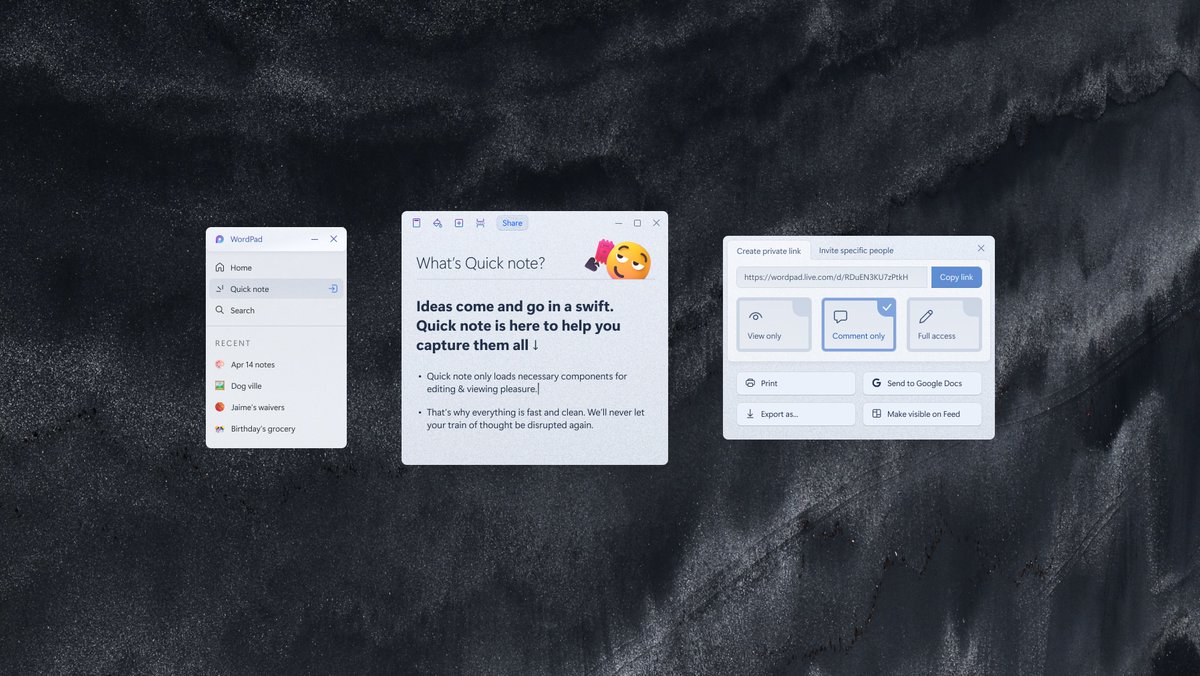 WordPad
Home
Quick note
Search
RECENT
Apr 14 notes
Dog ville
Jaime's waivers
Birthday's grocery
Share
What's Quick note?
Ideas come and go in a swift.
Quick note is here to help you
capture them all ↓
• Quick note only loads necessary components for
editing & viewing pleasure.
• That's why everything is fast and clean. We'll never let
your train of thought be disrupted again.
Create private link
Invite specific people
https://wordpad.live.com/d/RDuEN3KU7zPtkH
Copy link
View only
Comment only
Full access
Print
Send to Google Docs
Export as...
Make visible on Feed